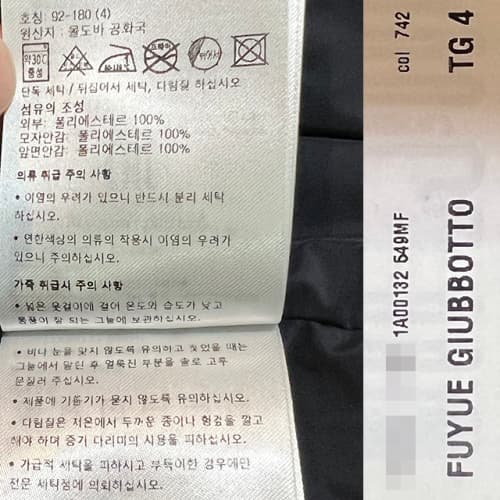 호칭: 92-180 (4)
원산지: 몰도바 공화국
약30℃
중성
드라이
단독 세탁 / 뒤집어서 세탁, 다림질 하십시오
섬유의 조성
외부: 폴리에스테르 100%
모자안감: 폴리에스테르 100%
앞면안감: 폴리에스테르 100%
의류 취급 주의 사항
• 이염의 우려가 있으니 반드시 분리 세탁
하십시오.
• 연한색상의 의류의 착용시 이염의 우려가
있으니 주의하십시오.
가죽 취급시 주의 사항
• 넓은 옷걸이에 걸어 온도와 습도가 낮고
통풍이 잘 되는 그늘에 보관하십시오.
• 비나 눈을 맞지 않도록 유의하고 젖었을 때는
그늘에서 말린 후 얼룩진 부분을 솔로 고루
문질러 주십시오.
• 제품에 기름기가 묻지 않도록 유의하십시오.
• 다림질은 저온에서 두꺼운 종이나 헝겊을 깔고
해야 하며 증기 다리미의 사용을 피하십시오.
• 가급적 세탁을 피하시고 부득이한 경우에만
전문 세탁점에 의뢰하십시오.
1A00132 549MF col 742
FUYUE GIUBBOTTO TG 4